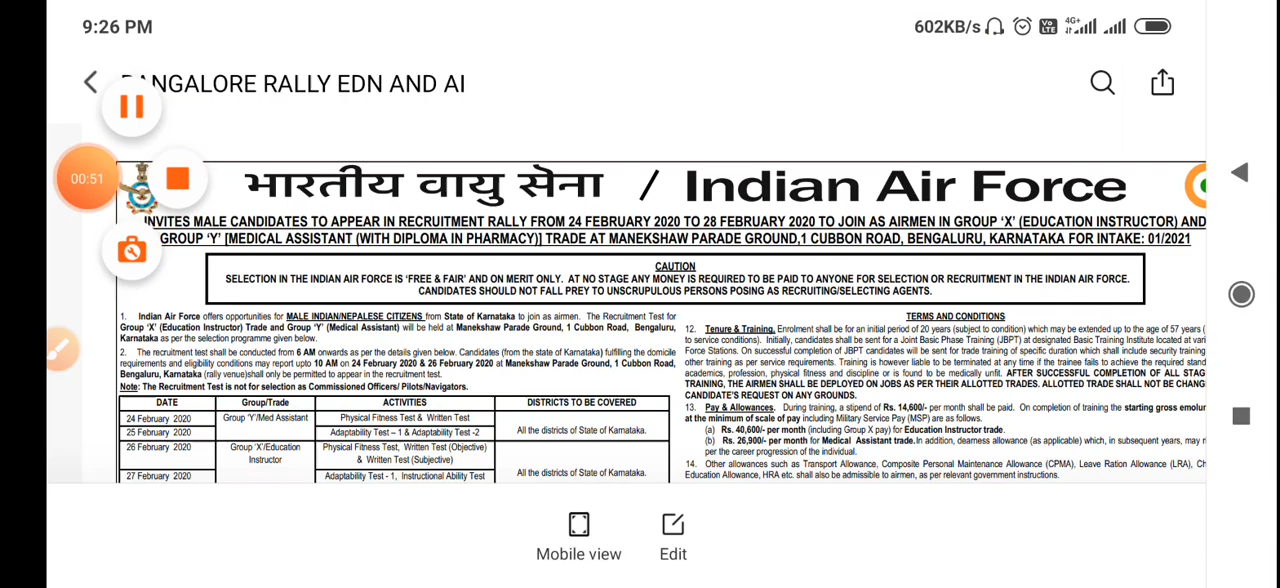 9:26 PM
602KB/s
Vo LTE
4G+
BANGALORE RALLY EDN AND AI
00:51
भारतीय वायु सेना / Indian Air Force
INVITES MALE CANDIDATES TO APPEAR IN RECRUITMENT RALLY FROM 24 FEBRUARY 2020 TO 28 FEBRUARY 2020 TO JOIN AS AIRMEN IN GROUP ‘X’ (EDUCATION INSTRUCTOR) AND
GROUP ‘Y’ [MEDICAL ASSISTANT (WITH DIPLOMA IN PHARMACY)] TRADE AT MANEKSHAW PARADE GROUND,1 CUBBON ROAD, BENGALURU, KARNATAKA FOR INTAKE: 01/2021
CAUTION
SELECTION IN THE INDIAN AIR FORCE IS ‘FREE & FAIR’ AND ON MERIT ONLY. AT NO STAGE ANY MONEY IS REQUIRED TO BE PAID TO ANYONE FOR SELECTION OR RECRUITMENT IN THE INDIAN AIR FORCE.
CANDIDATES SHOULD NOT FALL PREY TO UNSCRUPULOUS PERSONS POSING AS RECRUITING/SELECTING AGENTS.
1. Indian Air Force offers opportunities for MALE INDIAN/NEPALESE CITIZENS from State of Karnataka to join as airmen. The Recruitment Test for
Group ‘X’ (Education Instructor) Trade and Group ‘Y’ (Medical Assistant) will be held at Manekshaw Parade Ground, 1 Cubbon Road, Bengaluru,
Karnataka as per the selection programme given below.
2. The recruitment test shall be conducted from 6 AM onwards as per the details given below. Candidates (from the state of Karnataka) fulfilling the domicile
requirements and eligibility conditions may report upto 10 AM on 24 February 2020 & 26 February 2020 at Manekshaw Parade Ground, 1 Cubbon Road,
Bengaluru, Karnataka (rally venue)shall only be permitted to appear in the recruitment test.
Note: The Recruitment Test is not for selection as Commissioned Officers/ Pilots/Navigators.
DATE Group/Trade ACTIVITIES DISTRICTS TO BE COVERED
24 February 2020 Group ‘Y’/Med Assistant Physical Fitness Test & Written Test
All the districts of State of Karnataka.
25 February 2020 Adaptability Test – 1 & Adaptability Test -2
26 February 2020 Group ‘X’/Education Physical Fitness Test, Written Test (Objective)
Instructor & Written Test (Subjective)
All the districts of State of Karnataka.
27 February 2020 Adaptability Test - 1, Instructional Ability Test
TERMS AND CONDITIONS
12. Tenure & Training. Enrolment shall be for an initial period of 20 years (subject to condition) which may be extended up to the age of 57 years (
to service conditions). Initially, candidates shall be sent for a Joint Basic Phase Training (JBPT) at designated Basic Training Institute located at vari
Force Stations. On successful completion of JBPT candidates will be sent for trade training of specific duration which shall include security training
other training as per service requirements. Training is however liable to be terminated at any time if the trainee fails to achieve the required stand
academics, profession, physical fitness and discipline or is found to be medically unfit. AFTER SUCCESSFUL COMPLETION OF ALL STAG
TRAINING, THE AIRMEN SHALL BE DEPLOYED ON JOBS AS PER THEIR ALLOTTED TRADES. ALLOTTED TRADE SHALL NOT BE CHANG
CANDIDATE’S REQUEST ON ANY GROUNDS.
13. Pay & Allowances. During training, a stipend of Rs. 14,600/- per month shall be paid. On completion of training the starting gross emolur
at the minimum of scale of pay including Military Service Pay (MSP) are as follows.
(a) Rs. 40,600/- per month (including Group X pay) for Education Instructor trade.
(b) Rs. 26,900/- per month for Medical Assistant trade.In addition, dearness allowance (as applicable) which, in subsequent years, may r
per the career progression of the individual.
14. Other allowances such as Transport Allowance, Composite Personal Maintenance Allowance (CPMA), Leave Ration Allowance (LRA), Ch
Education Allowance, HRA etc. shall also be admissible to airmen, as per relevant government instructions.
Mobile view
Edit